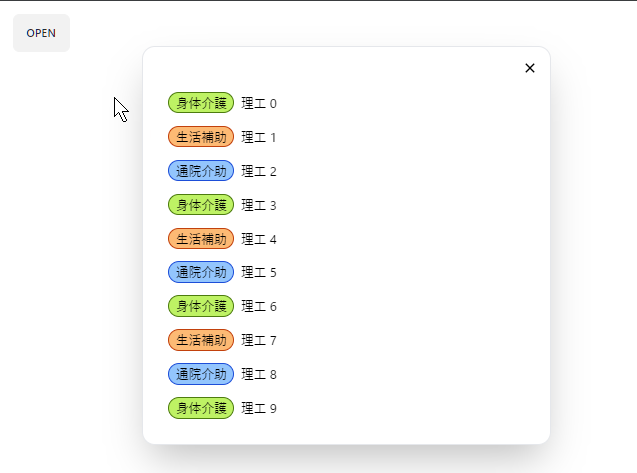 OPEN
身体介護 理工 0
生活補助 理工 1
通院介助 理工 2
身体介護 理工 3
生活補助 理工 4
通院介助 理工 5
身体介護 理工 6
生活補助 理工 7
通院介助 理工 8
身体介護 理工 9